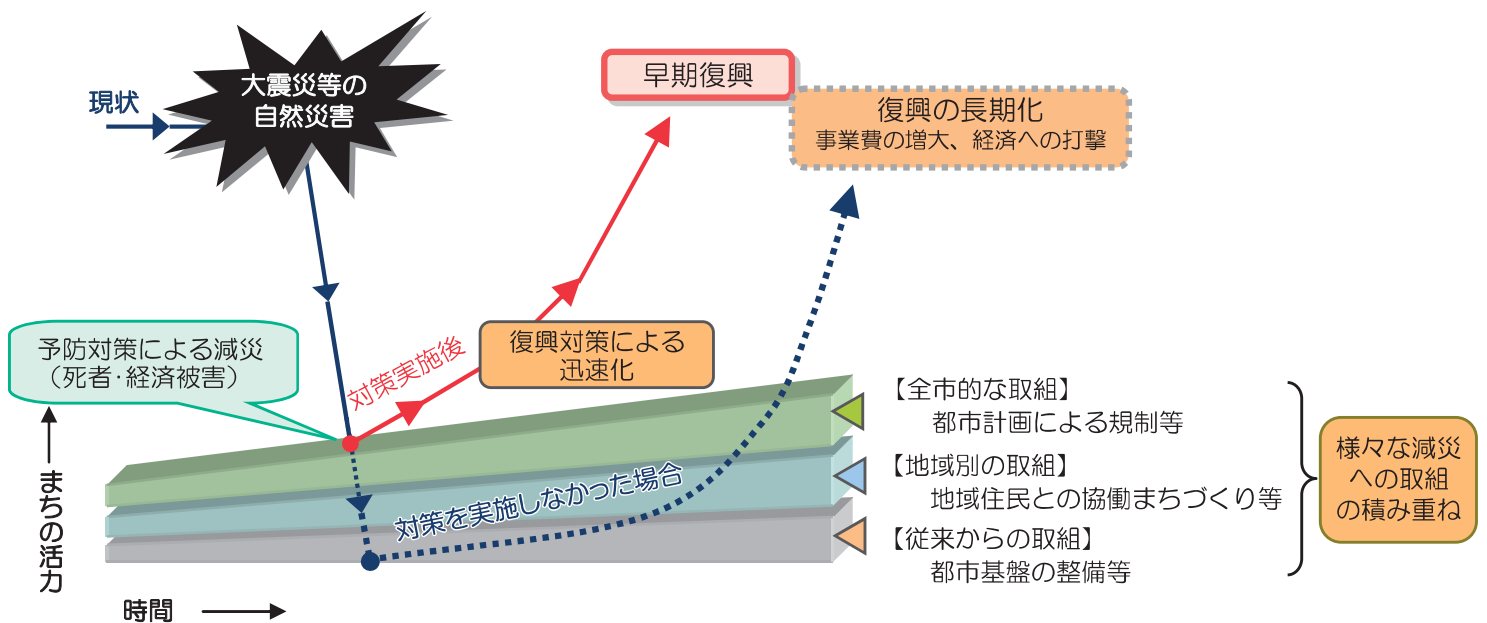 現状
大震災等の
自然災害
早期復興
復興の長期化
事業費の増大、経済への打撃
予防対策による減災
（死者・経済被害）
対策実施後
復興対策による
迅速化
対策を実施しなかった場合
まちの活力
時間
【全市的な取組】
都市計画による規制等
【地域別の取組】
地域住民との協働まちづくり等
【従来からの取組】
都市基盤の整備等
様々な減災
への取組
の積み重ね